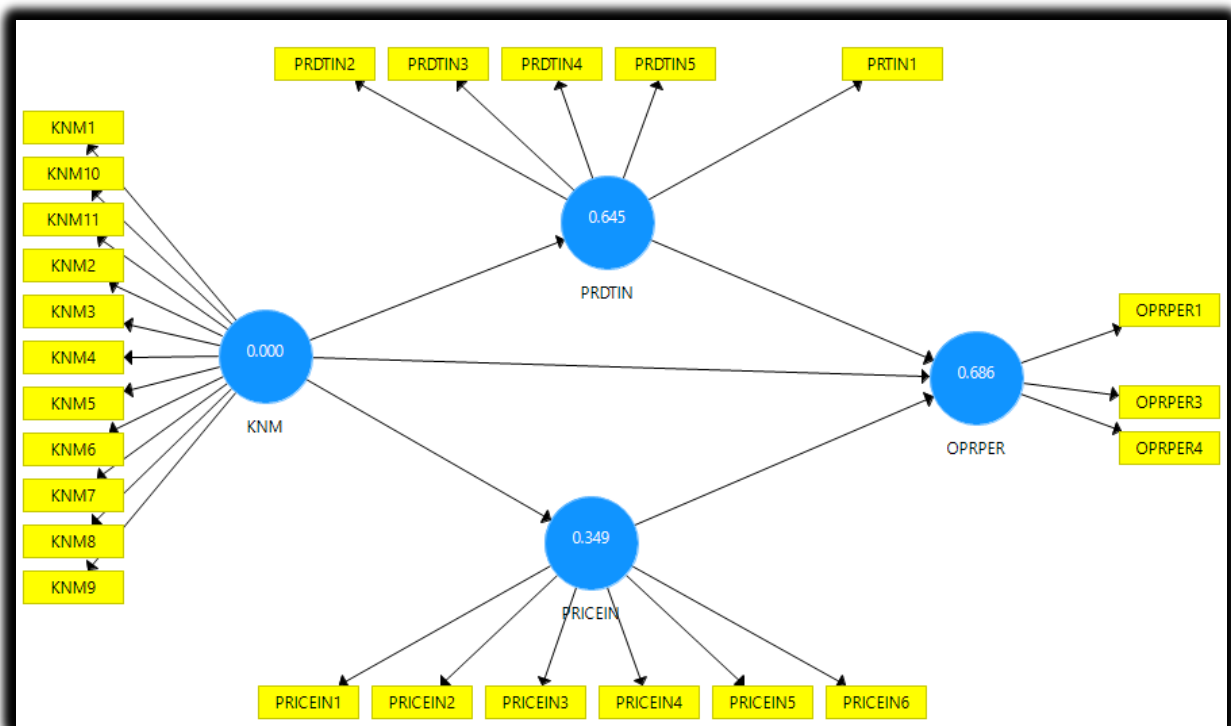 PRDTIN2
PRDTIN3
PRDTIN4
PRDTIN5
PRTIN1
KNM1
KNM10
KNM11
KNM2
KNM3
KNM4
KNM5
KNM6
KNM7
KNM8
KNM9
0.645
PRDTIN
0.000
KNM
0.686
OPRPER
OPRPER1
OPRPER3
OPRPER4
0.349
PRICEIN
PRICEIN1
PRICEIN2
PRICEIN3
PRICEIN4
PRICEIN5
PRICEIN6